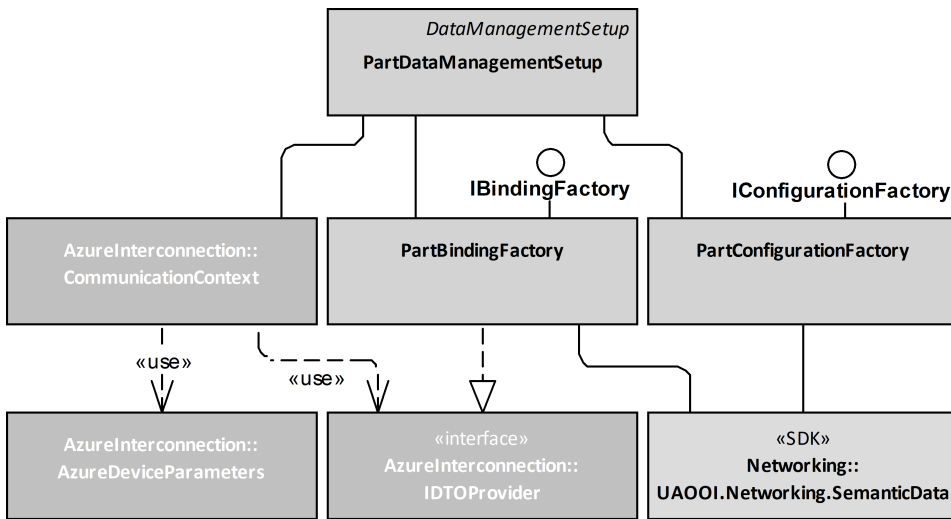 DataManagementSetup
PartDataManagementSetup
IBindingFactory
IConfigurationFactory
AzureInterconnection::
CommunicationContext
PartBindingFactory
PartConfigurationFactory
«use»
«use»
AzureInterconnection::
AzureDeviceParameters
«interface»
AzureInterconnection::
IDTOProvider
«SDK»
Networking::
UAOOI.Networking.SemanticData